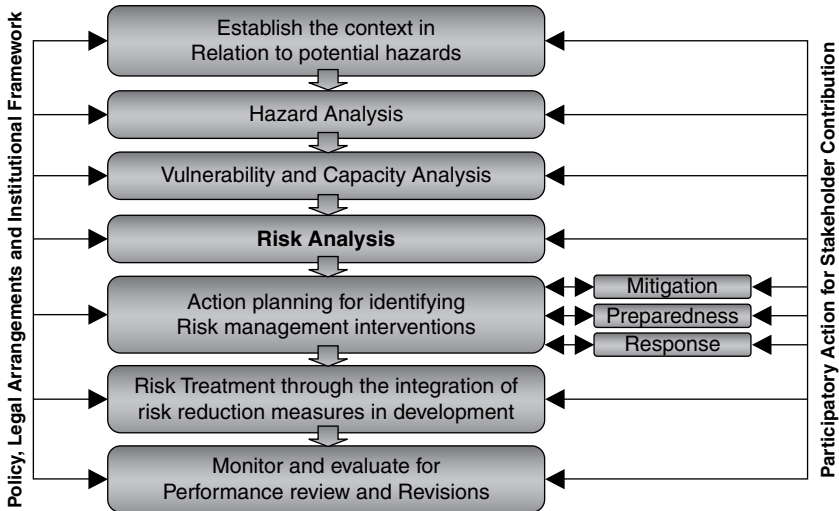 Policy, Legal Arrangements and Institutional Framework
Establish the context in
Relation to potential hazards
Hazard Analysis
Vulnerability and Capacity Analysis
Risk Analysis
Action planning for identifying
Risk management interventions
Mitigation
Preparedness
Response
Risk Treatment through the integration of
risk reduction measures in development
Monitor and evaluate for
Performance review and Revisions
Participatory Action for Stakeholder Contribution